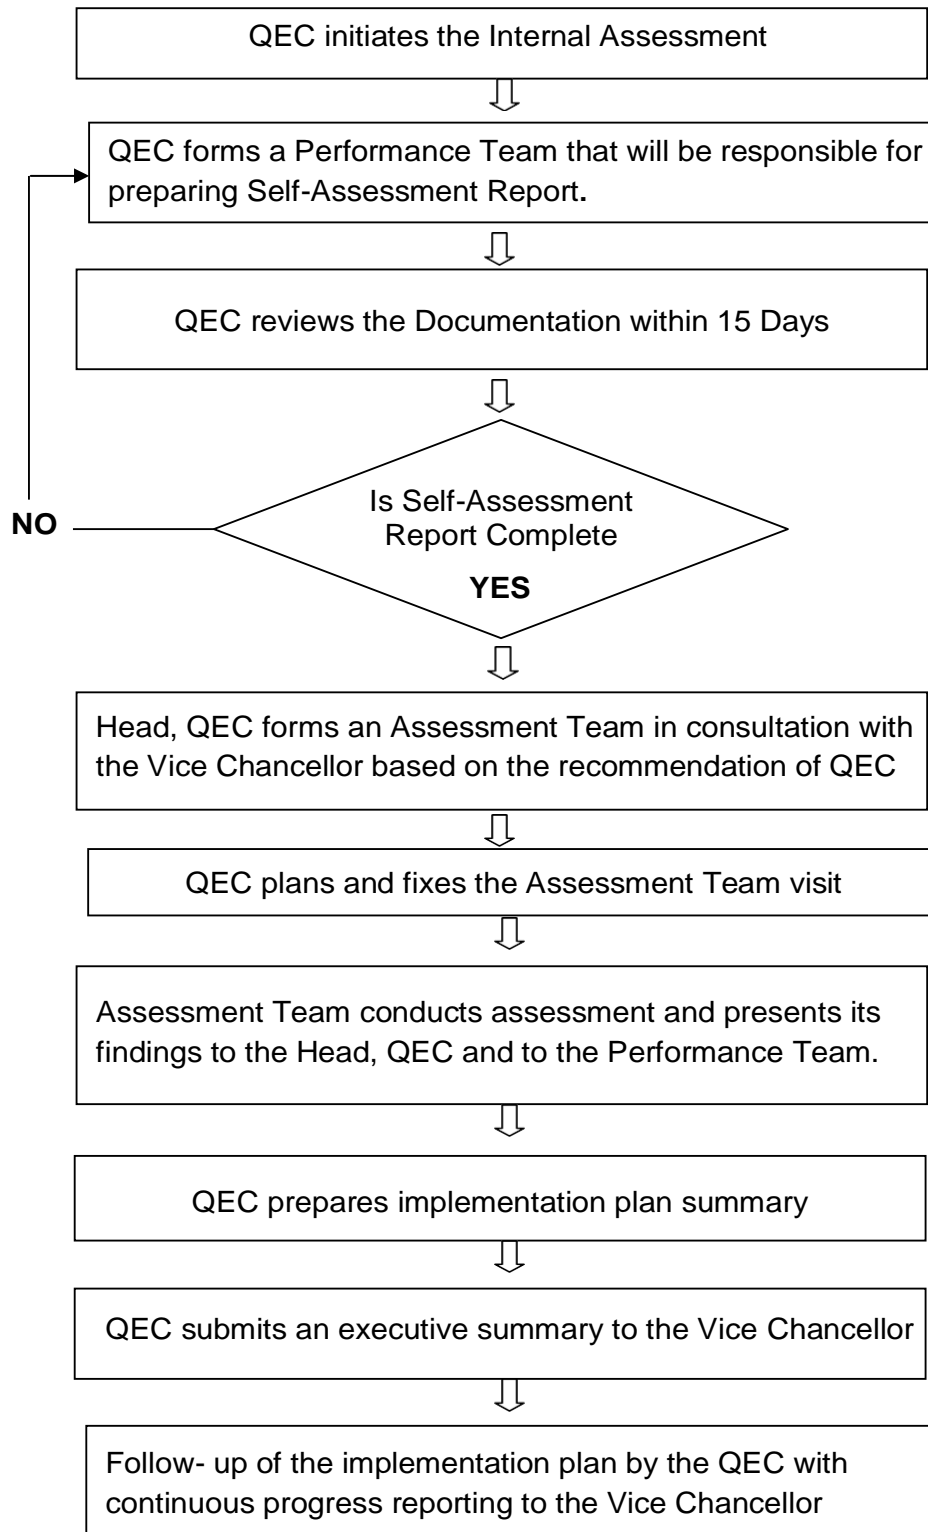 QEC initiates the Internal Assessment
QEC forms a Performance Team that will be responsible for
preparing Self-Assessment Report.
QEC reviews the Documentation within 15 Days
Is Self-Assessment
Report Complete
NO
YES
Head, QEC forms an Assessment Team in consultation with
the Vice Chancellor based on the recommendation of QEC
QEC plans and fixes the Assessment Team visit
Assessment Team conducts assessment and presents its
findings to the Head, QEC and to the Performance Team.
QEC prepares implementation plan summary
QEC submits an executive summary to the Vice Chancellor
Follow- up of the implementation plan by the QEC with
continuous progress reporting to the Vice Chancellor